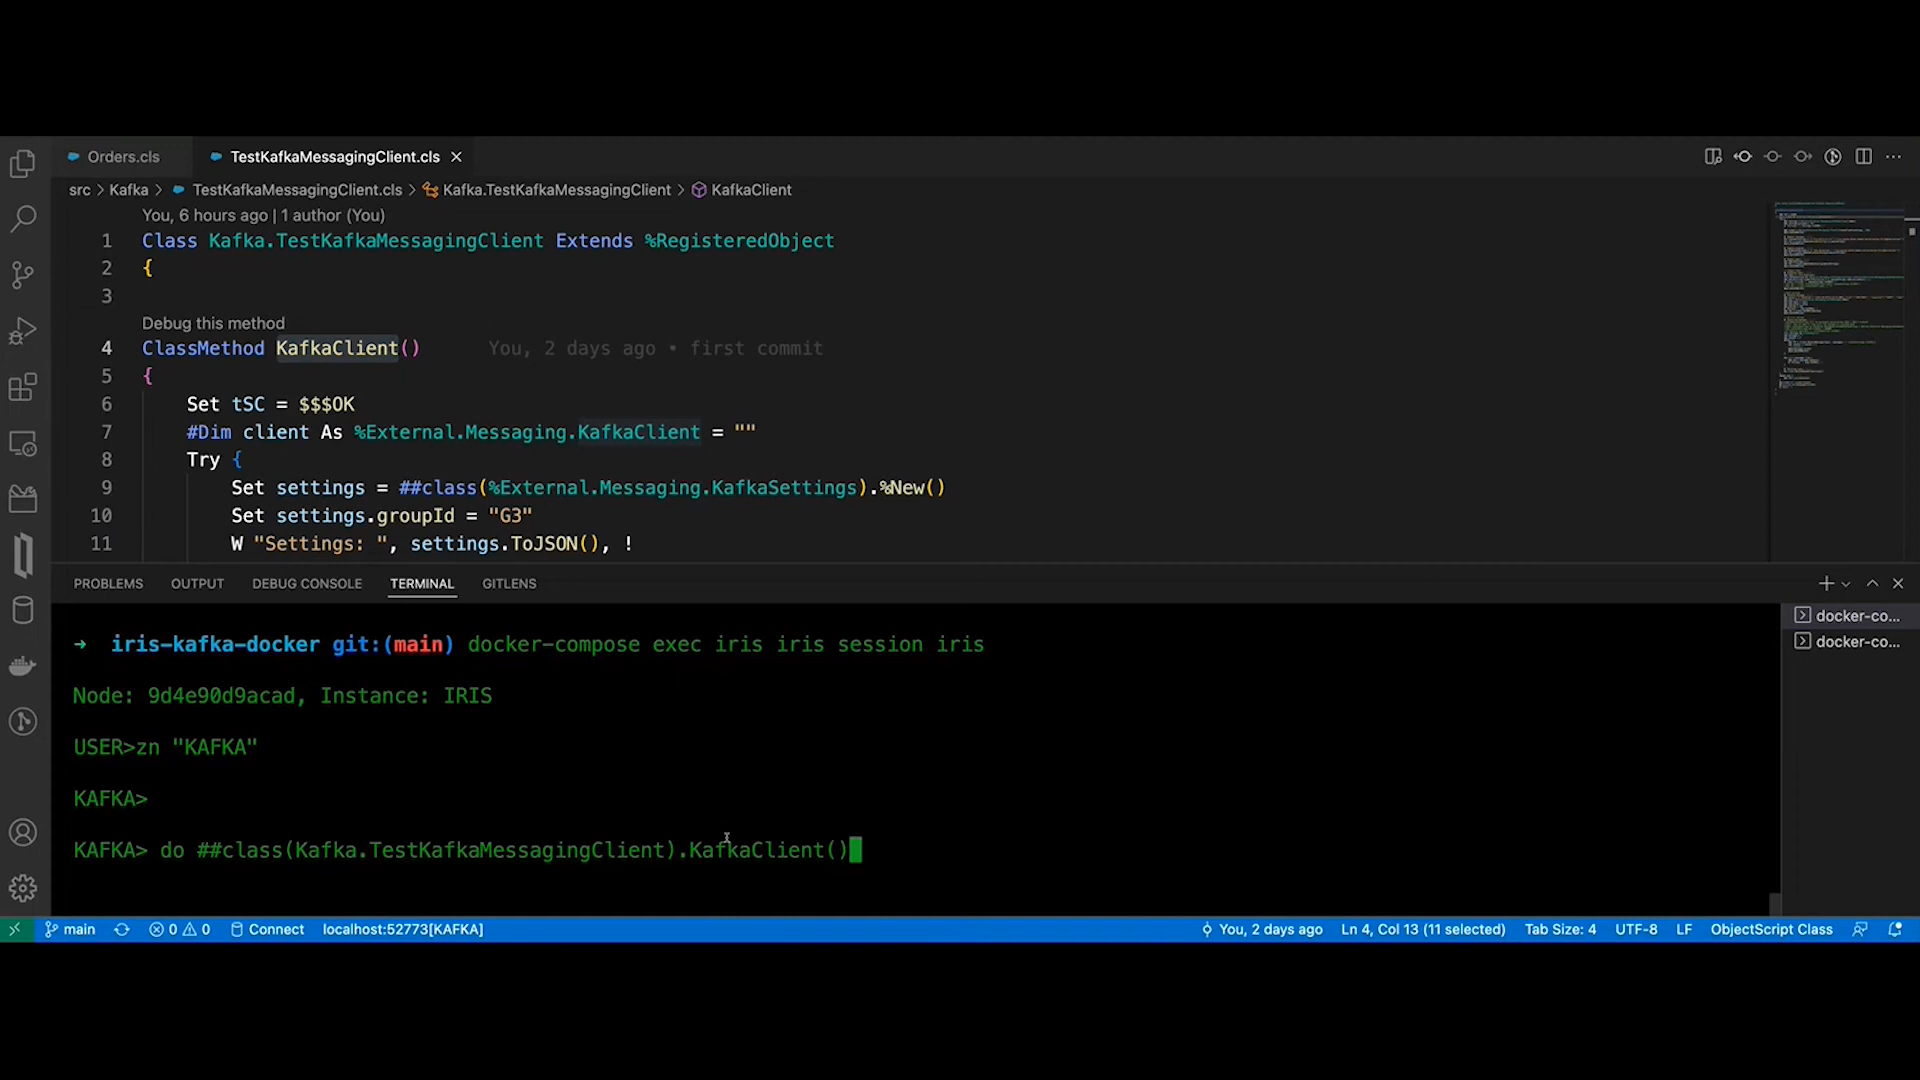 Orders.cls
TestKafkaMessagingClient.cls
src > Kafka > TestKafkaMessagingClient.cls > Kafka.TestKafkaMessagingClient > KafkaClient
You, 6 hours ago | 1 author (You)
1 Class Kafka.TestKafkaMessagingClient Extends %RegisteredObject
2 {
3
Debug this method
4 ClassMethod KafkaClient() You, 2 days ago • first commit
5 {
6 Set tSC = $$$OK
7 #Dim client As %External.Messaging.KafkaClient = ""
8 Try {
9 Set settings = ##class(%External.Messaging.KafkaSettings).%New()
10 Set settings.groupId = "G3"
11 W "Settings: ", settings.ToJSON(), !
PROBLEMS OUTPUT DEBUG CONSOLE TERMINAL GITLENS
docker-co...
docker-co...
→ iris-kafka-docker git:(main) docker-compose exec iris iris session iris
Node: 9d4e90d9acad, Instance: IRIS
USER>zn "KAFKA"
KAFKA>
KAFKA> do ##class(Kafka.TestKafkaMessagingClient).KafkaClient()
main 0 0 Connect localhost:52773[KAFKA] You, 2 days ago Ln 4, Col 13 (11 selected) Tab Size: 4 UTF-8 LF ObjectScript Class